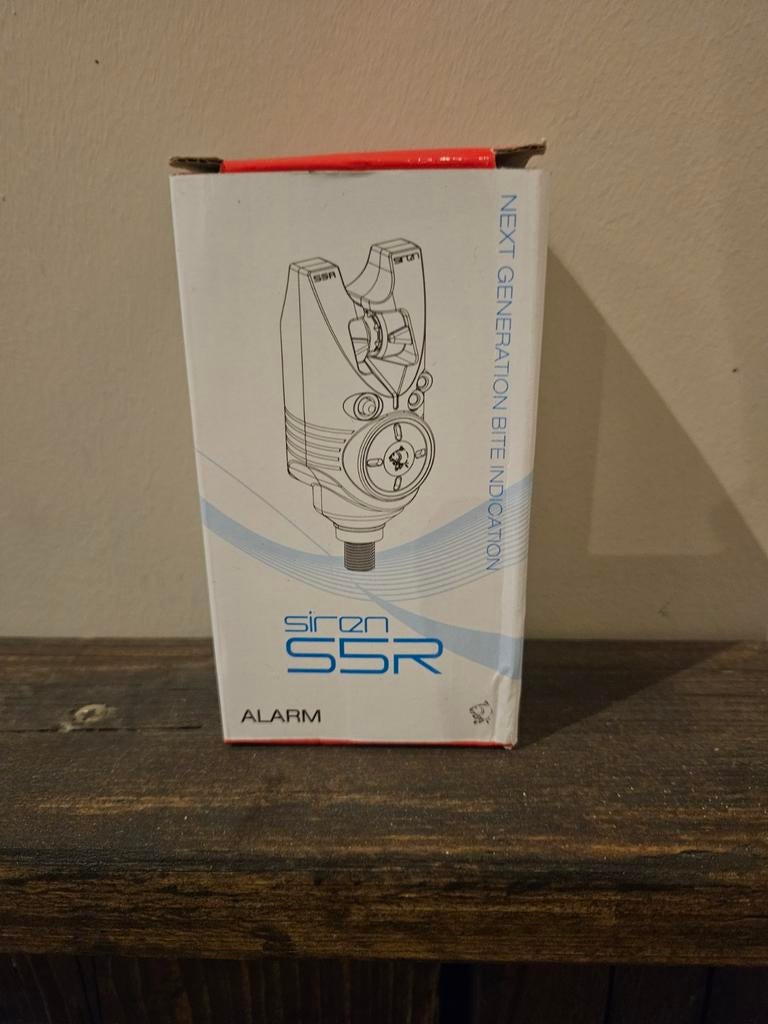 S5R
siren
NEXT GENERATION BITE INDICATION
siren
S5R
ALARM